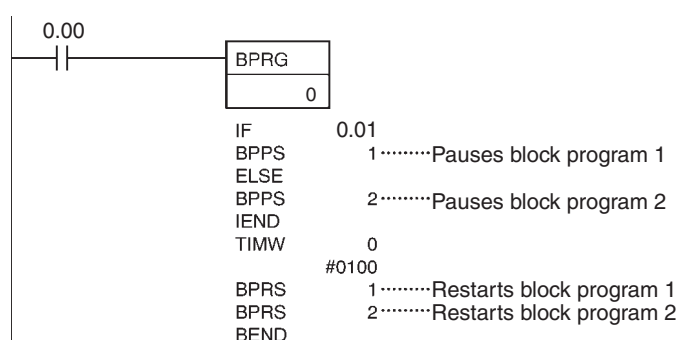 0.00
BPRG
0
IF 0.01
BPPS 1 ········· Pauses block program 1
ELSE
BPPS 2 ········· Pauses block program 2
IEND
TIMW 0
#0100
BPRS 1 ········· Restarts block program 1
BPRS 2 ········· Restarts block program 2
BEND